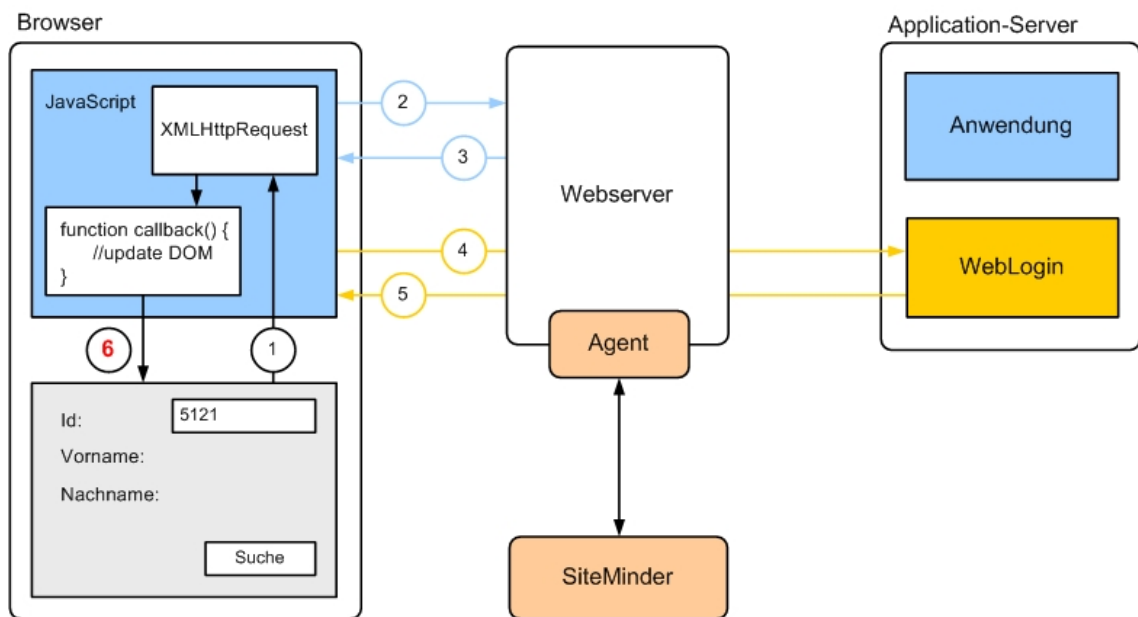 Browser
JavaScript
XMLHttpRequest
function callback() {
//update DOM
}
6
1
Id:
5121
Vorname:
Nachname:
Suche
2
3
4
5
Webserver
Agent
SiteMinder
Application-Server
Anwendung
WebLogin